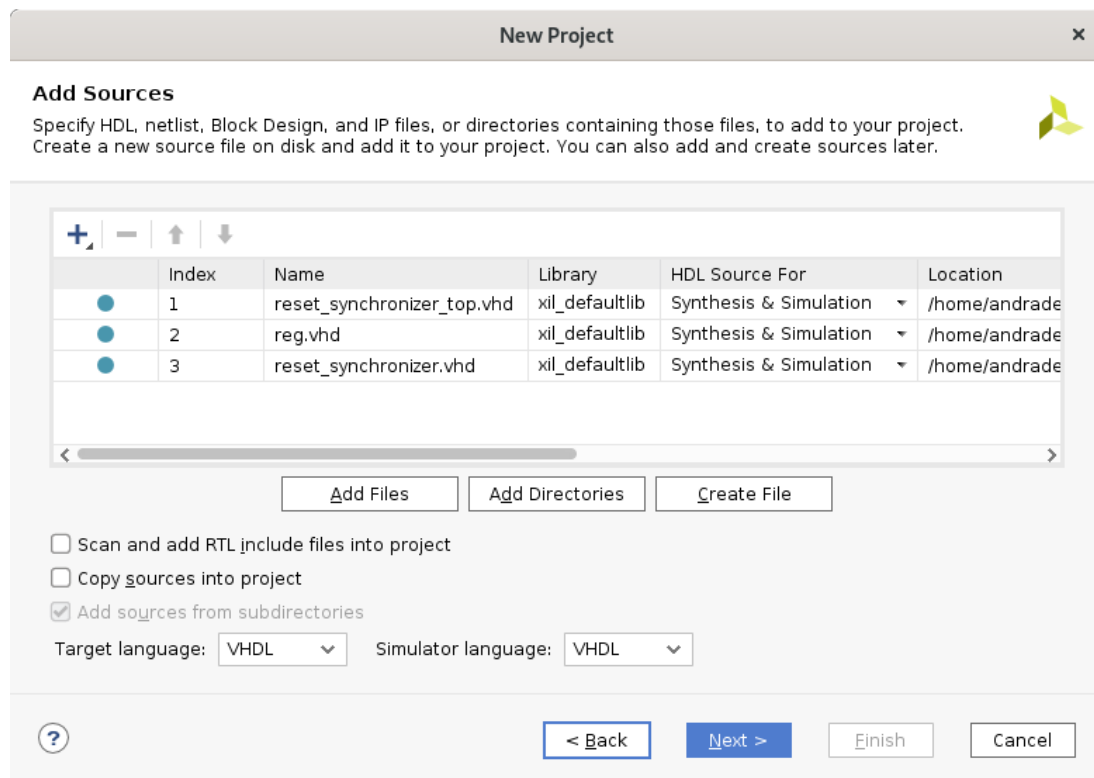 New Project
Add Sources
Specify HDL, netlist, Block Design, and IP files, or directories containing those files, to add to your project.
Create a new source file on disk and add it to your project. You can also add and create sources later.
Index Name Library HDL Source For Location
1 reset_synchronizer_top.vhd xil_defaultlib Synthesis & Simulation /home/andrade
2 reg.vhd xil_defaultlib Synthesis & Simulation /home/andrade
3 reset_synchronizer.vhd xil_defaultlib Synthesis & Simulation /home/andrade
Add Files Add Directories Create File
Scan and add RTL include files into project
Copy sources into project
Add sources from subdirectories
Target language: VHDL Simulator language: VHDL
? < Back Next > Finish Cancel